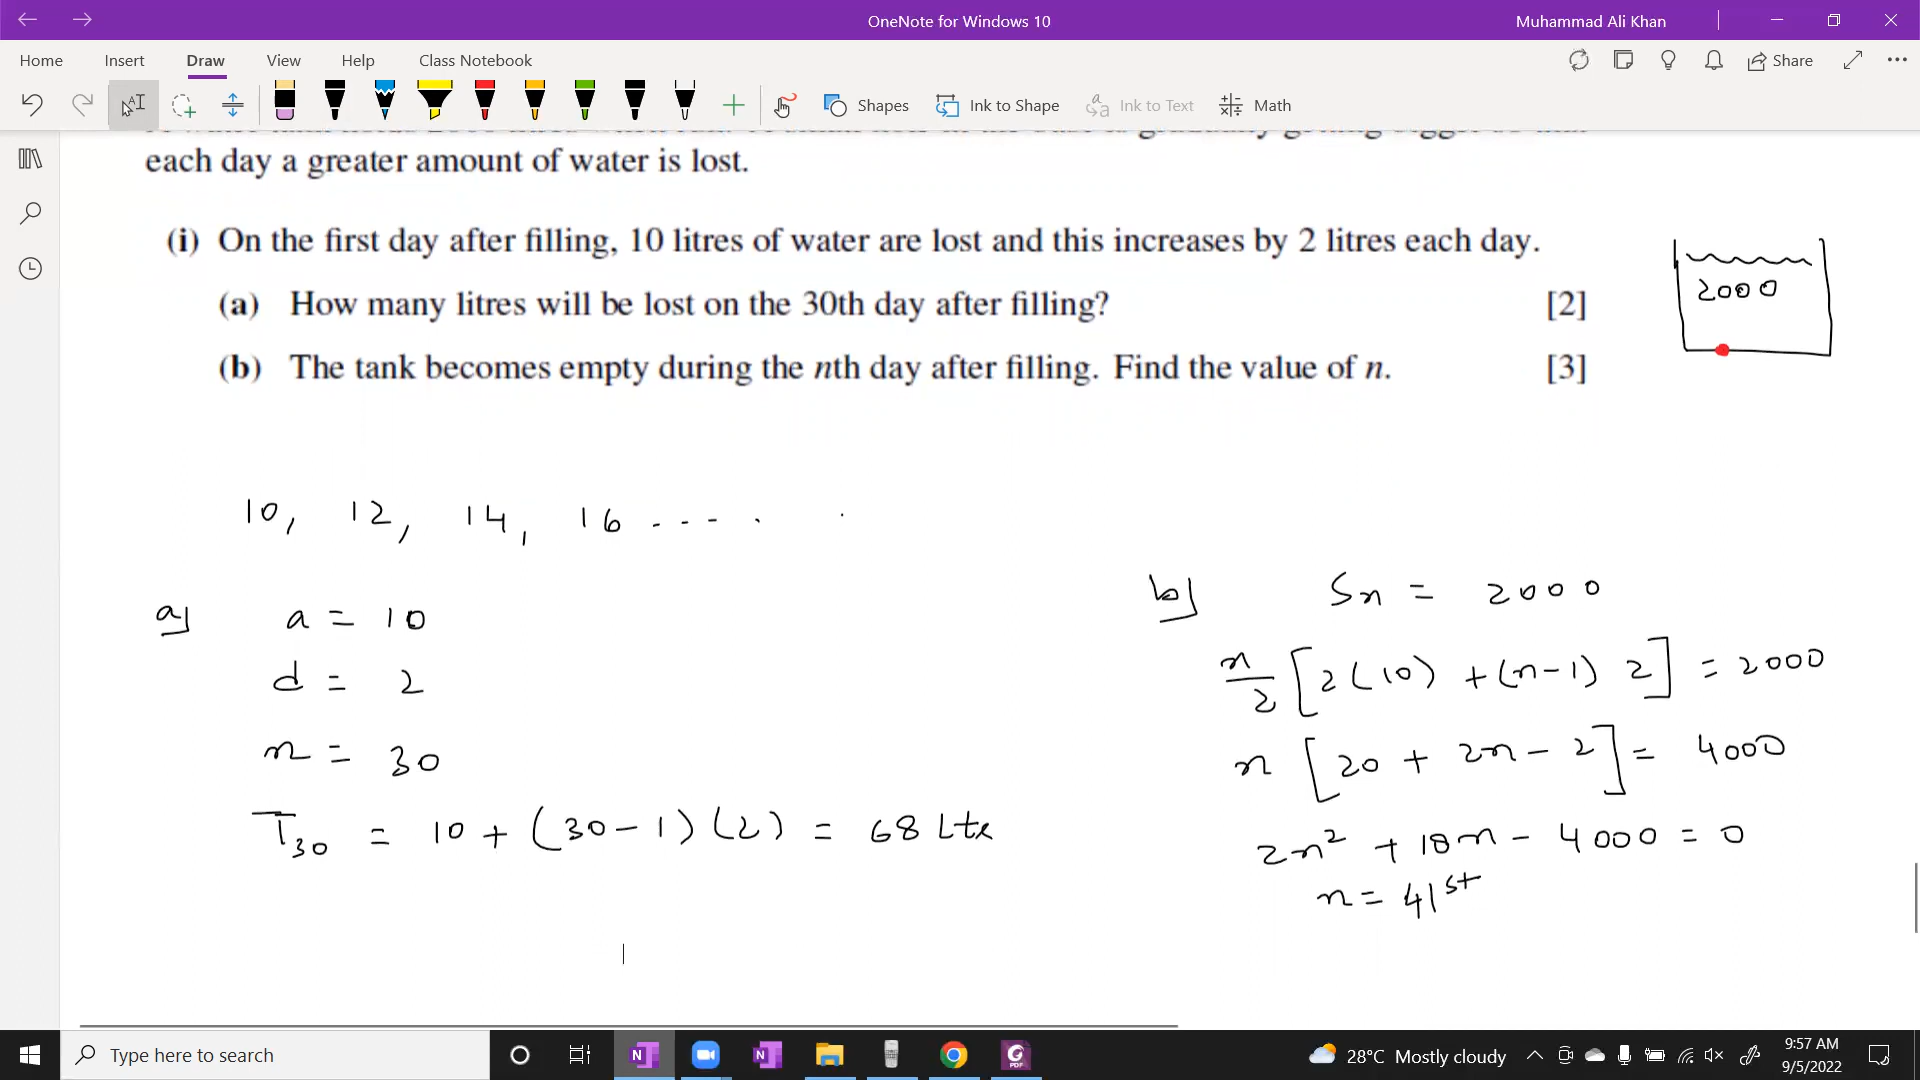 OneNote for Windows 10
Muhammad Ali Khan
Home Insert Draw View Help Class Notebook
Share
Shapes Ink to Shape Ink to Text Math
each day a greater amount of water is lost.
(i) On the first day after filling, 10 litres of water are lost and this increases by 2 litres each day.
(a) How many litres will be lost on the 30th day after filling? [2]
(b) The tank becomes empty during the nth day after filling. Find the value of n. [3]
2000
10, 12, 14, 16 ---- .
a) a = 10
d = 2
n = 30
T30 = 10 + (30-1)(2) = 68 Ltr
b) Sn = 2000
n/2 [2(10) + (n-1) 2] = 2000
n [20 + 2n - 2] = 4000
2n² + 18n - 4000 = 0
n = 41st
Type here to search
28°C Mostly cloudy
9:57 AM
9/5/2022